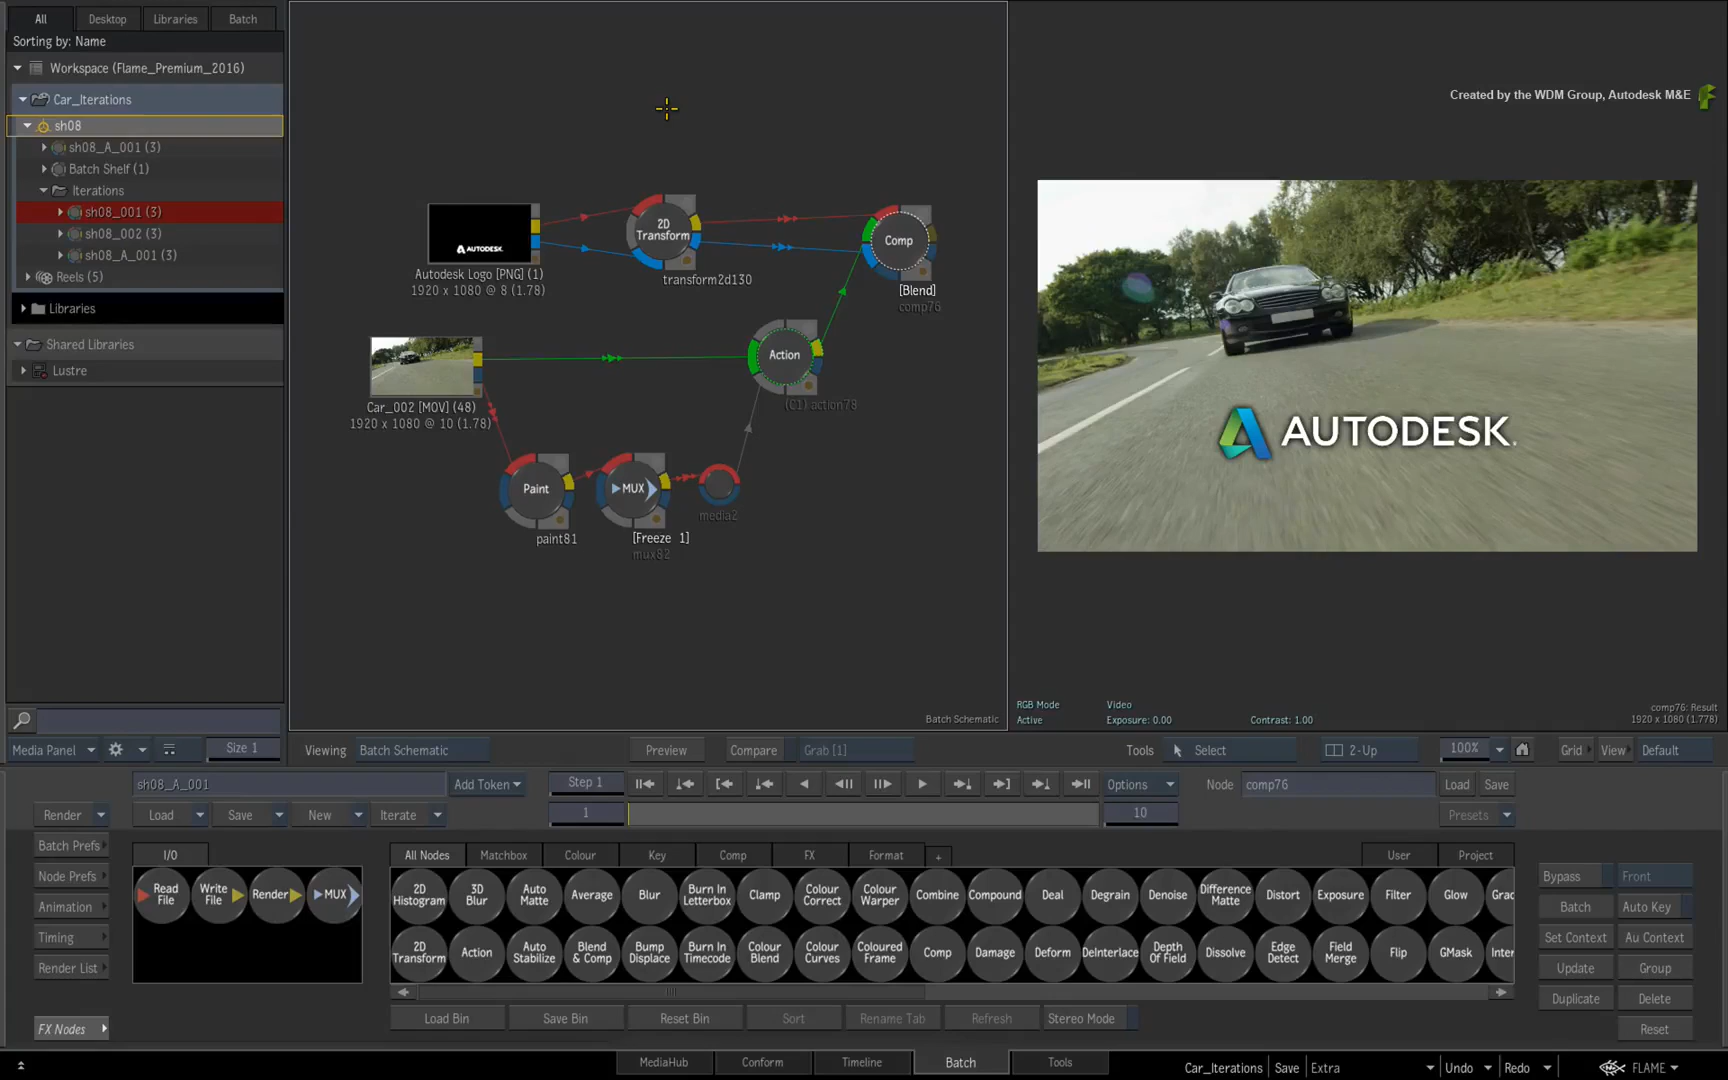 All Desktop Libraries Batch
Sorting by: Name
Workspace (Flame_Premium_2016)
Car_Iterations
sh08
sh08_A_001 (3)
Batch Shelf (1)
Iterations
sh08_001 (3)
sh08_002 (3)
sh08_A_001 (3)
Reels (5)
Libraries
Shared Libraries
Lustre
AUTODESK
Autodesk Logo [PNG] (1)
1920 x 1080 @ 8 (1.78)
2D
Transform
transform2d130
Comp
[Blend]
comp76
Action
(C1) action78
Car_002 [MOV] (48)
1920 x 1080 @ 10 (1.78)
Paint
paint81
MUX
[Freeze 1]
mux82
media2
Batch Schematic
Created by the WDM Group, Autodesk M&E
AUTODESK.
RGB Mode Video
Active Exposure: 0.00 Contrast: 1.00
comp76: Result
1920 x 1080 (1.778)
Media Panel Size 1 Viewing Batch Schematic Preview Compare Grab [1] Tools Select 2-Up 100% Grid View Default
sh08_A_001 Add Token Step 1 Options Node comp76 Load Save
Render Load Save New Iterate 1 10 Presets
Batch Prefs
Node Prefs
Animation
Timing
Render List
FX Nodes
I/O
Read File Write File Render MUX
All Nodes Matchbox Colour Key Comp FX Format + User Project
2D Histogram 3D Blur Auto Matte Average Blur Burn In Letterbox Clamp Colour Correct Colour Warper Combine Compound Deal Degrain Denoise Difference Matte Distort Exposure Filter Glow Grac
2D Transform Action Auto Stabilize Blend & Comp Bump Displace Burn In Timecode Colour Blend Colour Curves Coloured Frame Comp Damage Deform DeInterlace Depth Of Field Dissolve Edge Detect Field Merge Flip GMask Inter
Load Bin Save Bin Reset Bin Sort Rename Tab Refresh Stereo Mode
Bypass Front
Batch Auto Key
Set Context Au Context
Update Group
Duplicate Delete
Reset
MediaHub Conform Timeline Batch Tools
Car_Iterations Save Extra Undo Redo FLAME